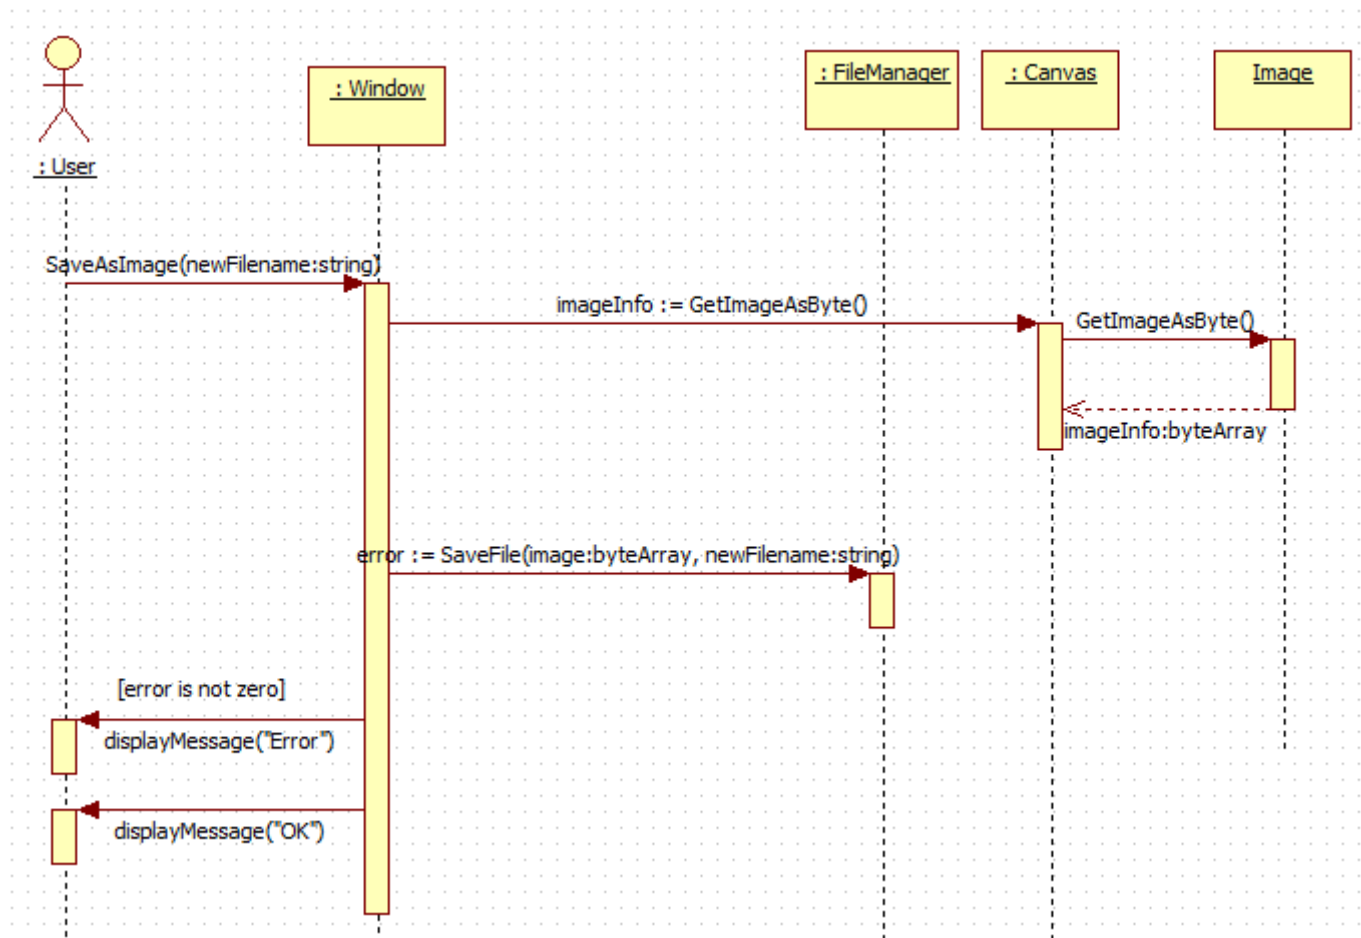 : User
: Window
: FileManager
: Canvas
Image
SaveAsImage(newFilename:string)
imageInfo := GetImageAsByte()
GetImageAsByte()
imageInfo:byteArray
error := SaveFile(image:byteArray, newFilename:string)
[error is not zero]
displayMessage("Error")
displayMessage("OK")